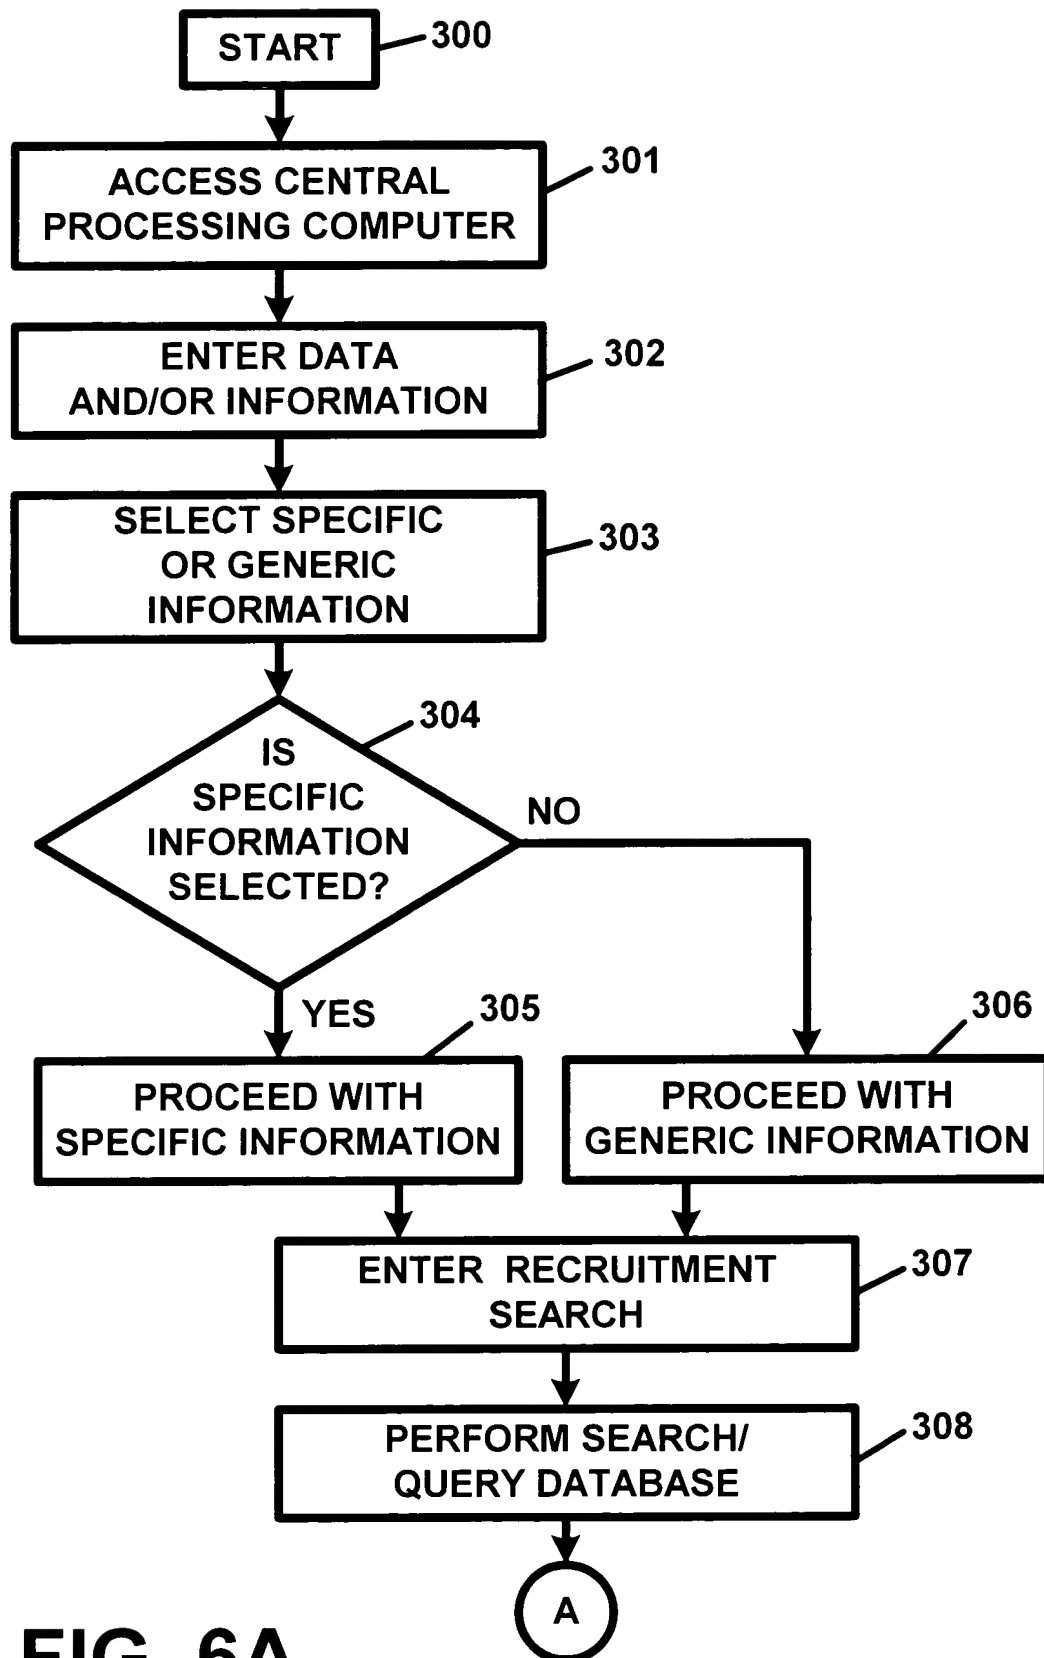 START
300
ACCESS CENTRAL
PROCESSING COMPUTER
301
ENTER DATA
AND/OR INFORMATION
302
SELECT SPECIFIC
OR GENERIC
INFORMATION
303
304
IS
SPECIFIC
INFORMATION
SELECTED?
NO
YES
305
306
PROCEED WITH
SPECIFIC INFORMATION
PROCEED WITH
GENERIC INFORMATION
ENTER RECRUITMENT
SEARCH
307
PERFORM SEARCH/
QUERY DATABASE
308
A
FIG. 6A